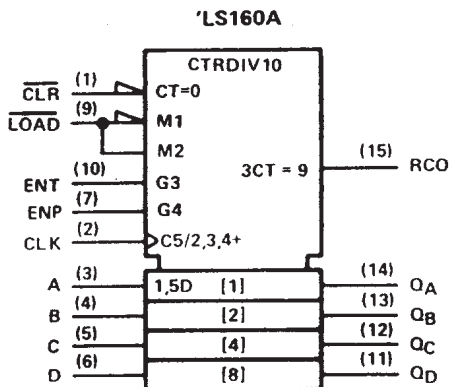 'LS160A
CTRDIV10
CLR (1) CT=0
LOAD (9) M1
M2
3CT = 9 (15) RCO
ENT (10) G3
ENP (7) G4
CLK (2) C5/2,3,4+
A (3) 1,5D [1] (14) QA
B (4) [2] (13) QB
C (5) [4] (12) QC
D (6) [8] (11) QD